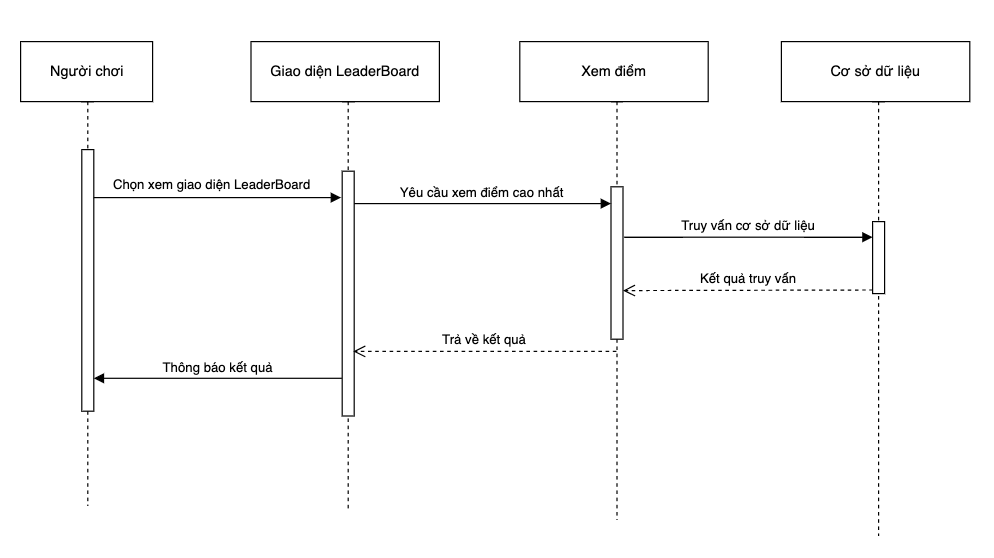 Người chơi
Giao diện LeaderBoard
Xem điểm
Cơ sở dữ liệu
Chọn xem giao diện LeaderBoard
Yêu cầu xem điểm cao nhất
Truy vấn cơ sở dữ liệu
Kết quả truy vấn
Trả về kết quả
Thông báo kết quả